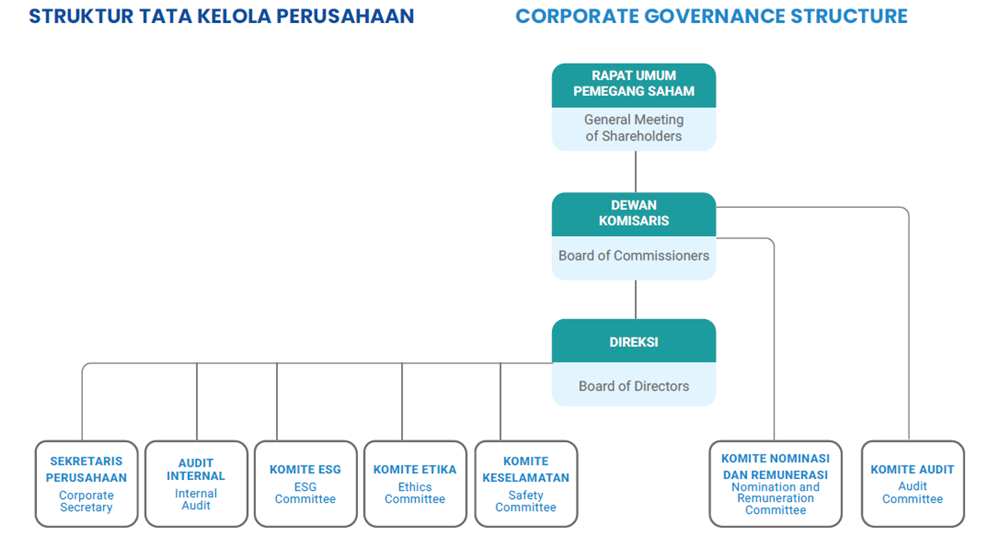 STRUKTUR TATA KELOLA PERUSAHAAN
CORPORATE GOVERNANCE STRUCTURE
RAPAT UMUM
PEMEGANG SAHAM
General Meeting
of Shareholders
DEWAN
KOMISARIS
Board of Commissioners
DIREKSI
Board of Directors
SEKRETARIS
PERUSAHAAN
Corporate
Secretary
AUDIT
INTERNAL
Internal
Audit
KOMITE ESG
ESG
Committee
KOMITE ETIKA
Ethics
Committee
KOMITE
KESELAMATAN
Safety
Committee
KOMITE NOMINASI
DAN REMUNERASI
Nomination and
Remuneration
Committee
KOMITE AUDIT
Audit
Committee